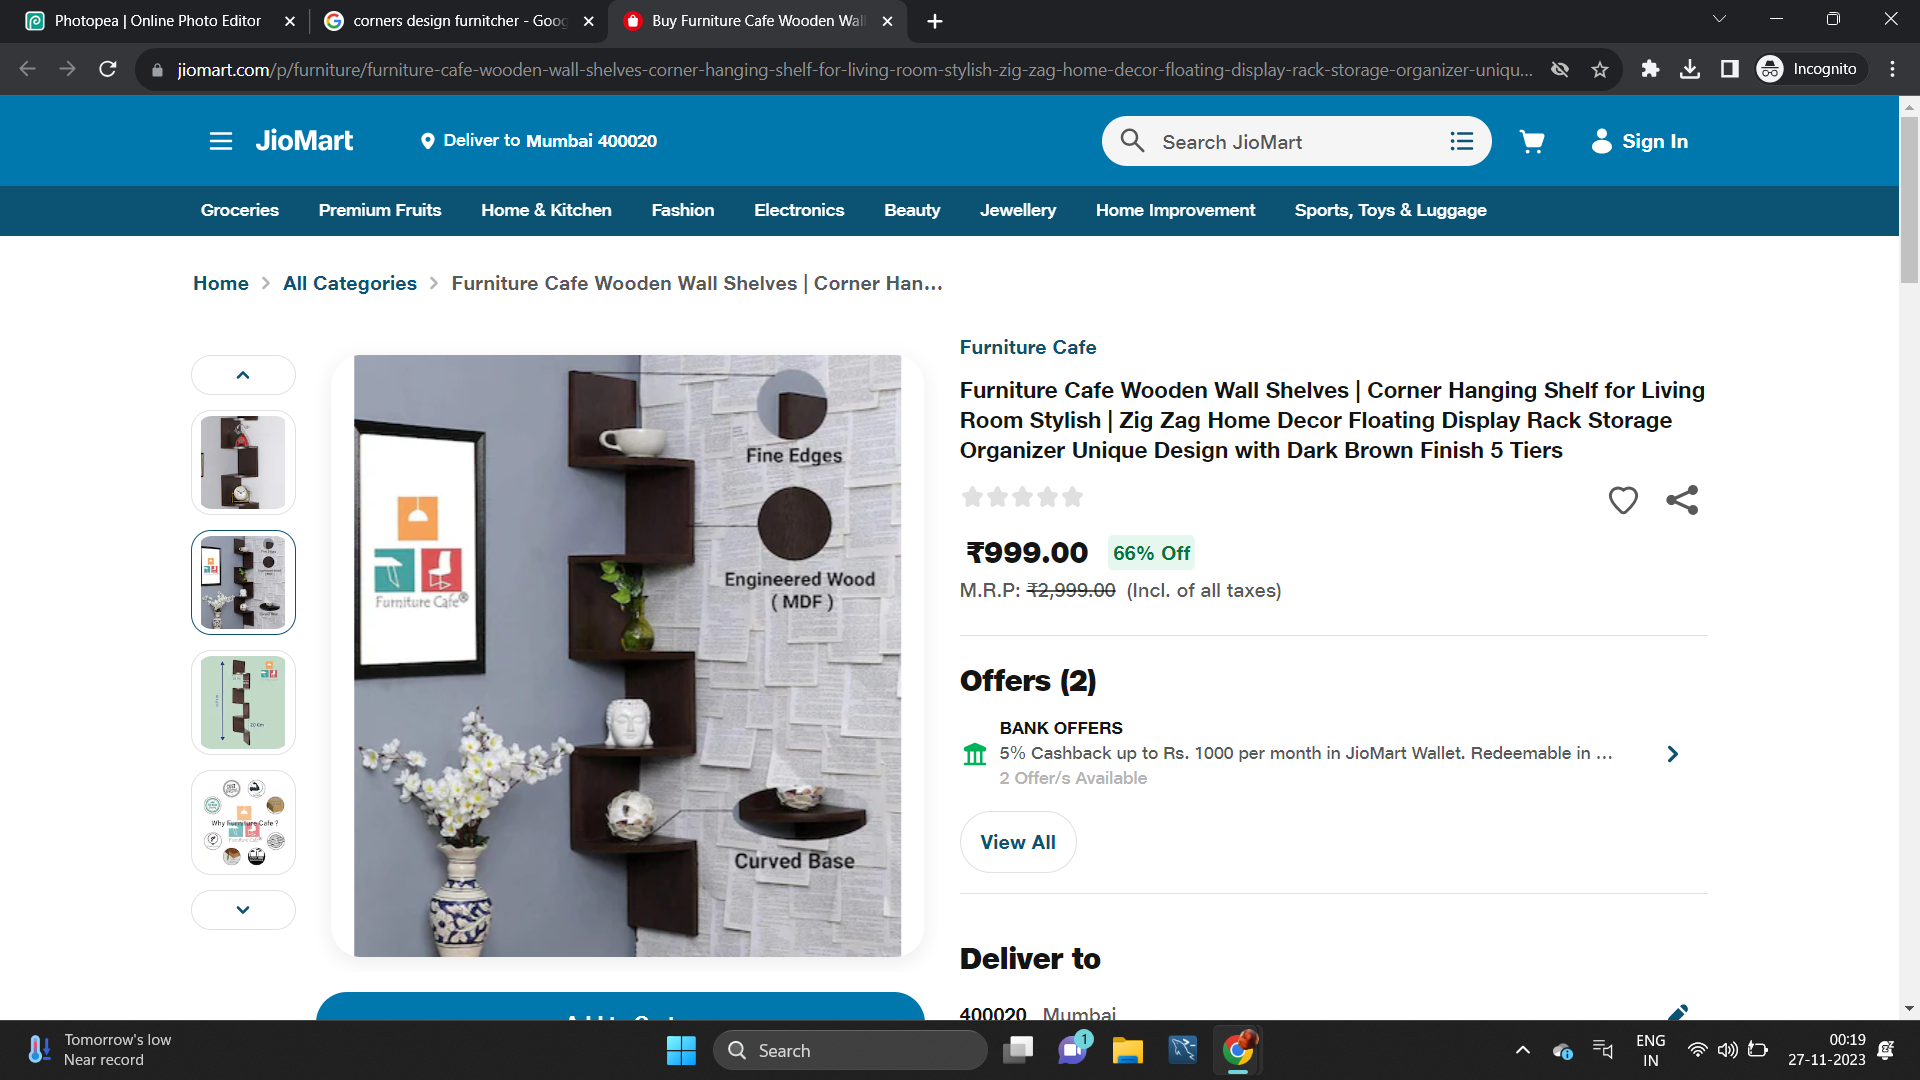 Photopea | Online Photo Editor
corners design furnitcher - Goog
Buy Furniture Cafe Wooden Wal
jiomart.com/p/furniture/furniture-cafe-wooden-wall-shelves-corner-hanging-shelf-for-living-room-stylish-zig-zag-home-decor-floating-display-rack-storage-organizer-uniqu...
Incognito
JioMart
Deliver to Mumbai 400020
Search JioMart
Sign In
Groceries
Premium Fruits
Home & Kitchen
Fashion
Electronics
Beauty
Jewellery
Home Improvement
Sports, Toys & Luggage
Home > All Categories > Furniture Cafe Wooden Wall Shelves | Corner Han...
Fine Edges
Engineered Wood
( MDF )
Furniture Cafe®
Curved Base
Why Furniture Cafe ?
Furniture Cafe
Furniture Cafe Wooden Wall Shelves | Corner Hanging Shelf for Living
Room Stylish | Zig Zag Home Decor Floating Display Rack Storage
Organizer Unique Design with Dark Brown Finish 5 Tiers
₹999.00 66% Off
M.R.P: ₹2,999.00 (Incl. of all taxes)
Offers (2)
BANK OFFERS
5% Cashback up to Rs. 1000 per month in JioMart Wallet. Redeemable in ...
2 Offer/s Available
View All
Deliver to
400020 Mumbai
Add to Cart
Tomorrow's low
Near record
Search
1
ENG
IN
00:19
27-11-2023